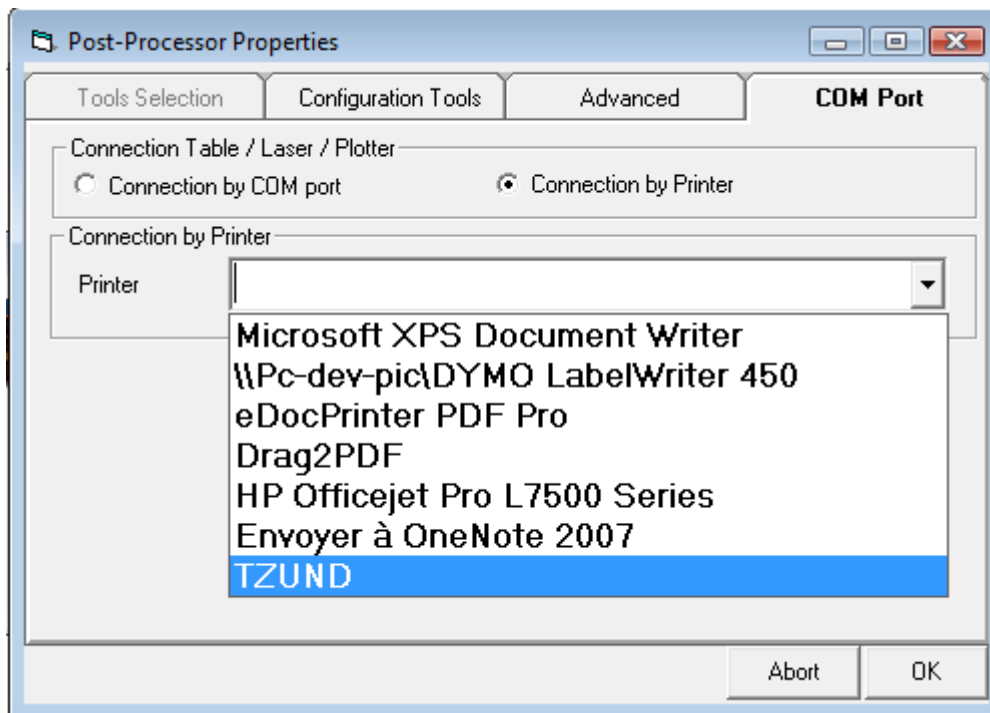 Post-Processor Properties
Tools Selection Configuration Tools Advanced COM Port
Connection Table / Laser / Plotter
Connection by COM port Connection by Printer
Connection by Printer
Printer
Microsoft XPS Document Writer
\\Pc-dev-pic\DYMO LabelWriter 450
eDocPrinter PDF Pro
Drag2PDF
HP Officejet Pro L7500 Series
Envoyer à OneNote 2007
TZUND
Abort OK